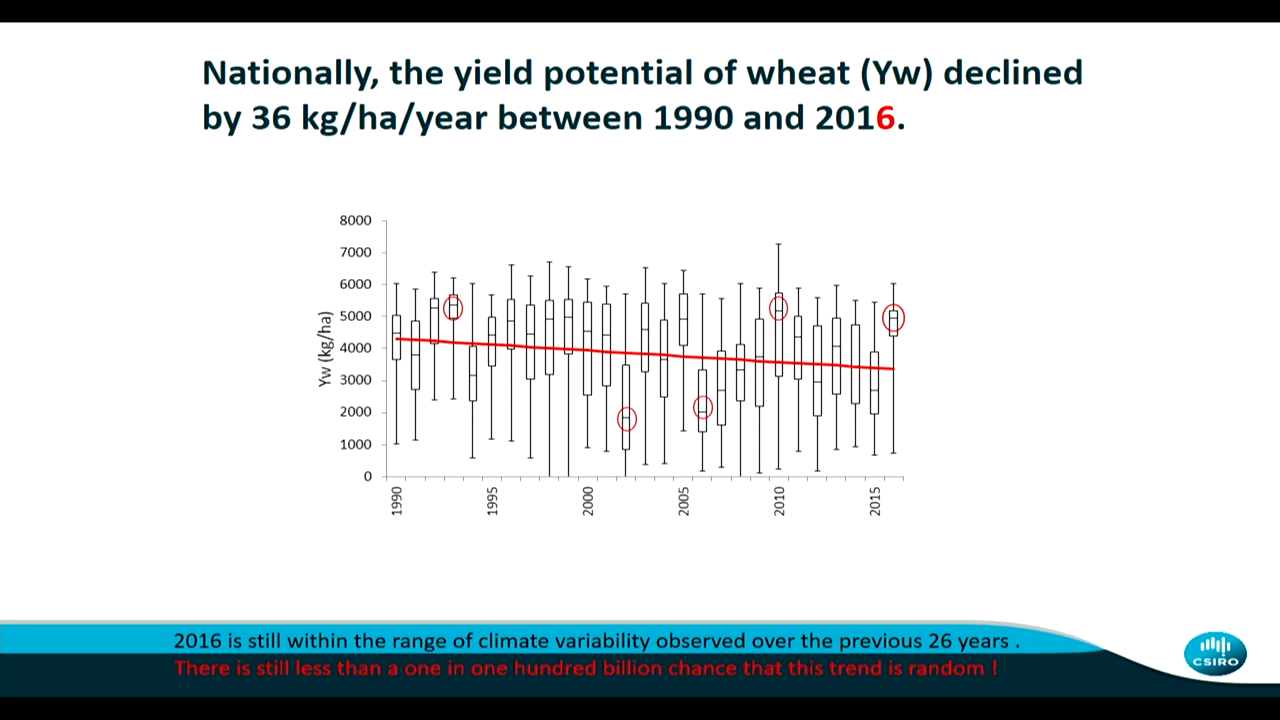 Nationally, the yield potential of wheat (Yw) declined
by 36 kg/ha/year between 1990 and 2016.
8000
7000
6000
5000
4000
3000
2000
1000
0
Yw (kg/ha)
1990
1995
2000
2005
2010
2015
2016 is still within the range of climate variability observed over the previous 26 years .
There is still less than a one in one hundred billion chance that this trend is random !
CSIRO